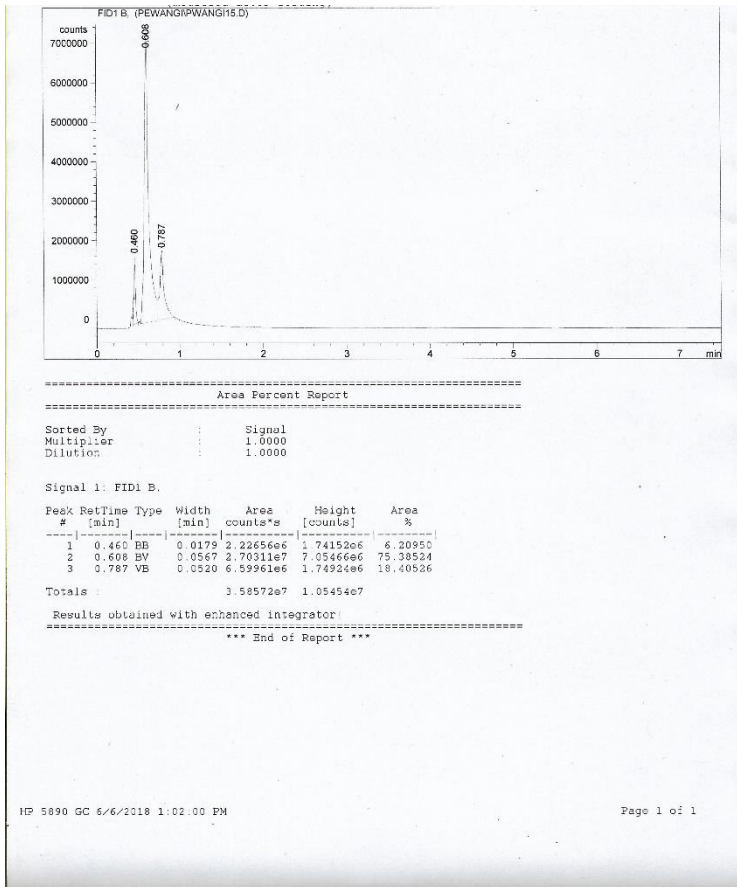 FID1 B, (PEWANGI\PWANGI15.D)
counts
7000000
6000000
5000000
4000000
3000000
2000000
1000000
0
0.460
0.608
0.787
0 1 2 3 4 5 6 7 min
=====================================================================
Area Percent Report
=====================================================================
Sorted By : Signal
Multiplier : 1.0000
Dilution : 1.0000
Signal 1: FID1 B,
Peak RetTime Type Width Area Height Area
# [min] [min] counts*s [counts] %
----|-------|----|-------|----------|----------|--------|
1 0.460 BB 0.0179 2.22656e6 1.74152e6 6.20950
2 0.608 BV 0.0567 2.70311e7 7.05466e6 75.38524
3 0.787 VB 0.0520 6.59961e6 1.74924e6 18.40526
Totals : 3.58572e7 1.05454e7
Results obtained with enhanced integrator!
=====================================================================
*** End of Report ***
HP 5890 GC 6/6/2018 1:02:00 PM Page 1 of 1